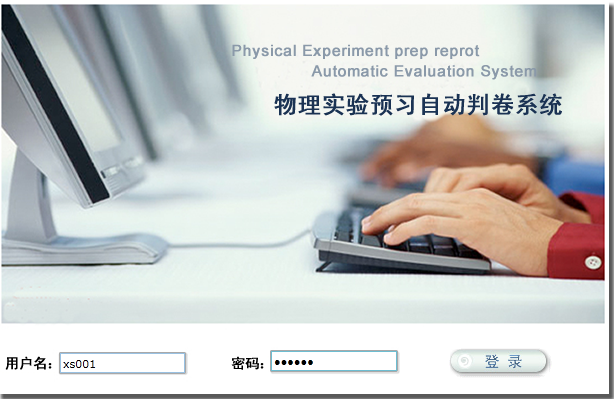 Physical Experiment prep reprot
Automatic Evaluation System
物理实验预习自动判卷系统
用户名: xs001 密码: ●●●●●● 登 录